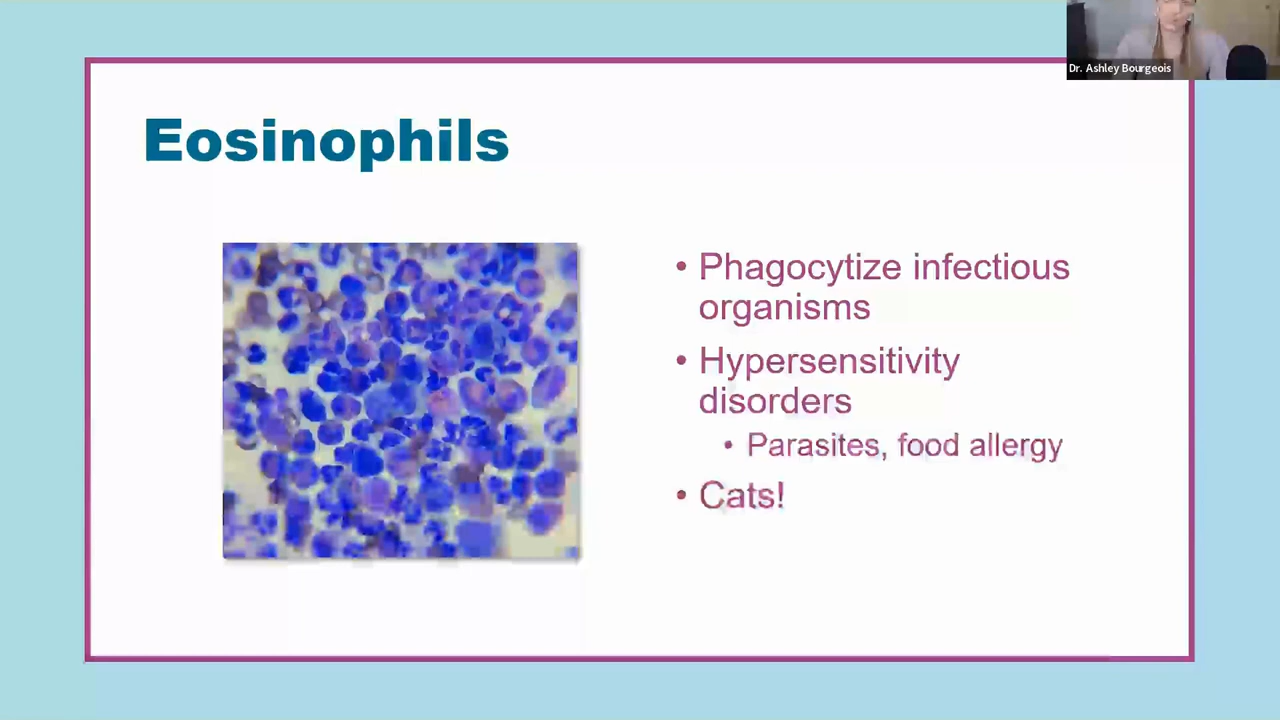 Dr. Ashley Bourgeois
Eosinophils
• Phagocytize infectious
organisms
• Hypersensitivity
disorders
• Parasites, food allergy
• Cats!